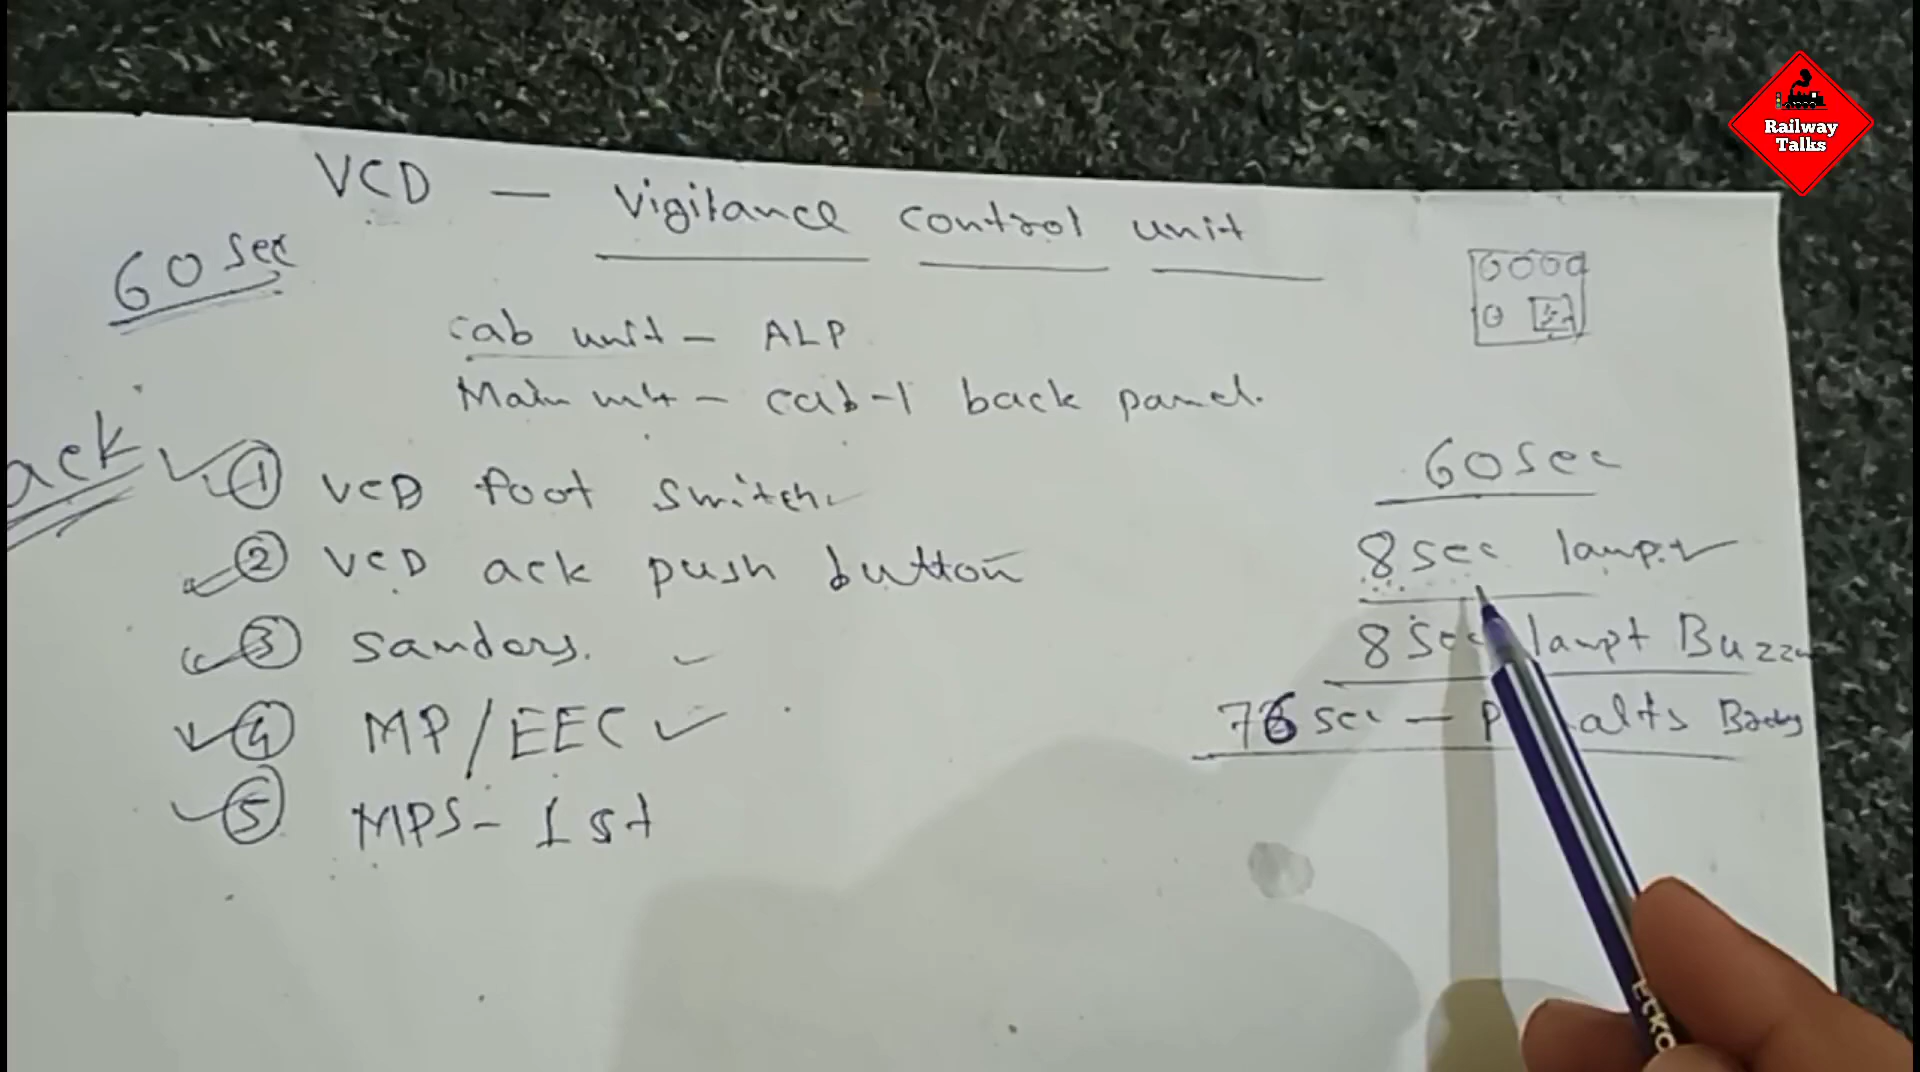 Railway
Talks
VCD - Vigilance control unit
60 sec
cab unit - ALP
Main unit - cab-1 back panel.
ack
1 VCD foot switch
2 VCD ack push button
3 Sanders.
4 MP/EEC
5 MPS- 1st
60 sec
8 sec lamp
8 sec lamp+ Buzz
76 sec -